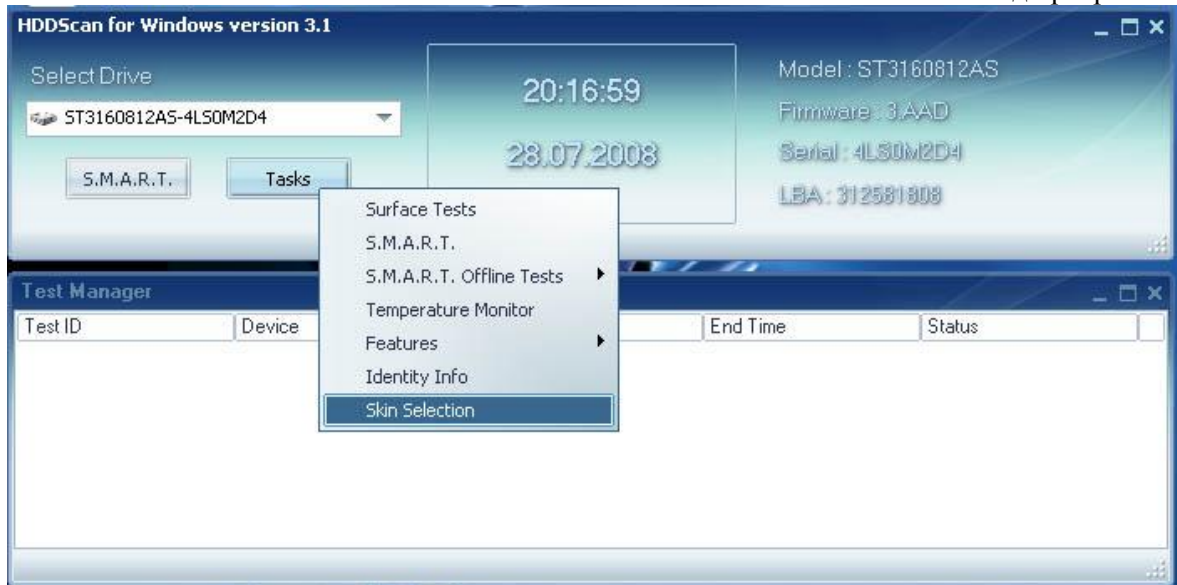 HDDScan for Windows version 3.1
Select Drive
ST3160812AS-4LS0M2D4
S.M.A.R.T.
Tasks
20:16:59
28.07.2008
Model : ST3160812AS
Firmware : 3.AAD
Serial : 4LS0M2D4
LBA : 312581808
Surface Tests
S.M.A.R.T.
S.M.A.R.T. Offline Tests
Temperature Monitor
Features
Identity Info
Skin Selection
Test Manager
Test ID
Device
End Time
Status